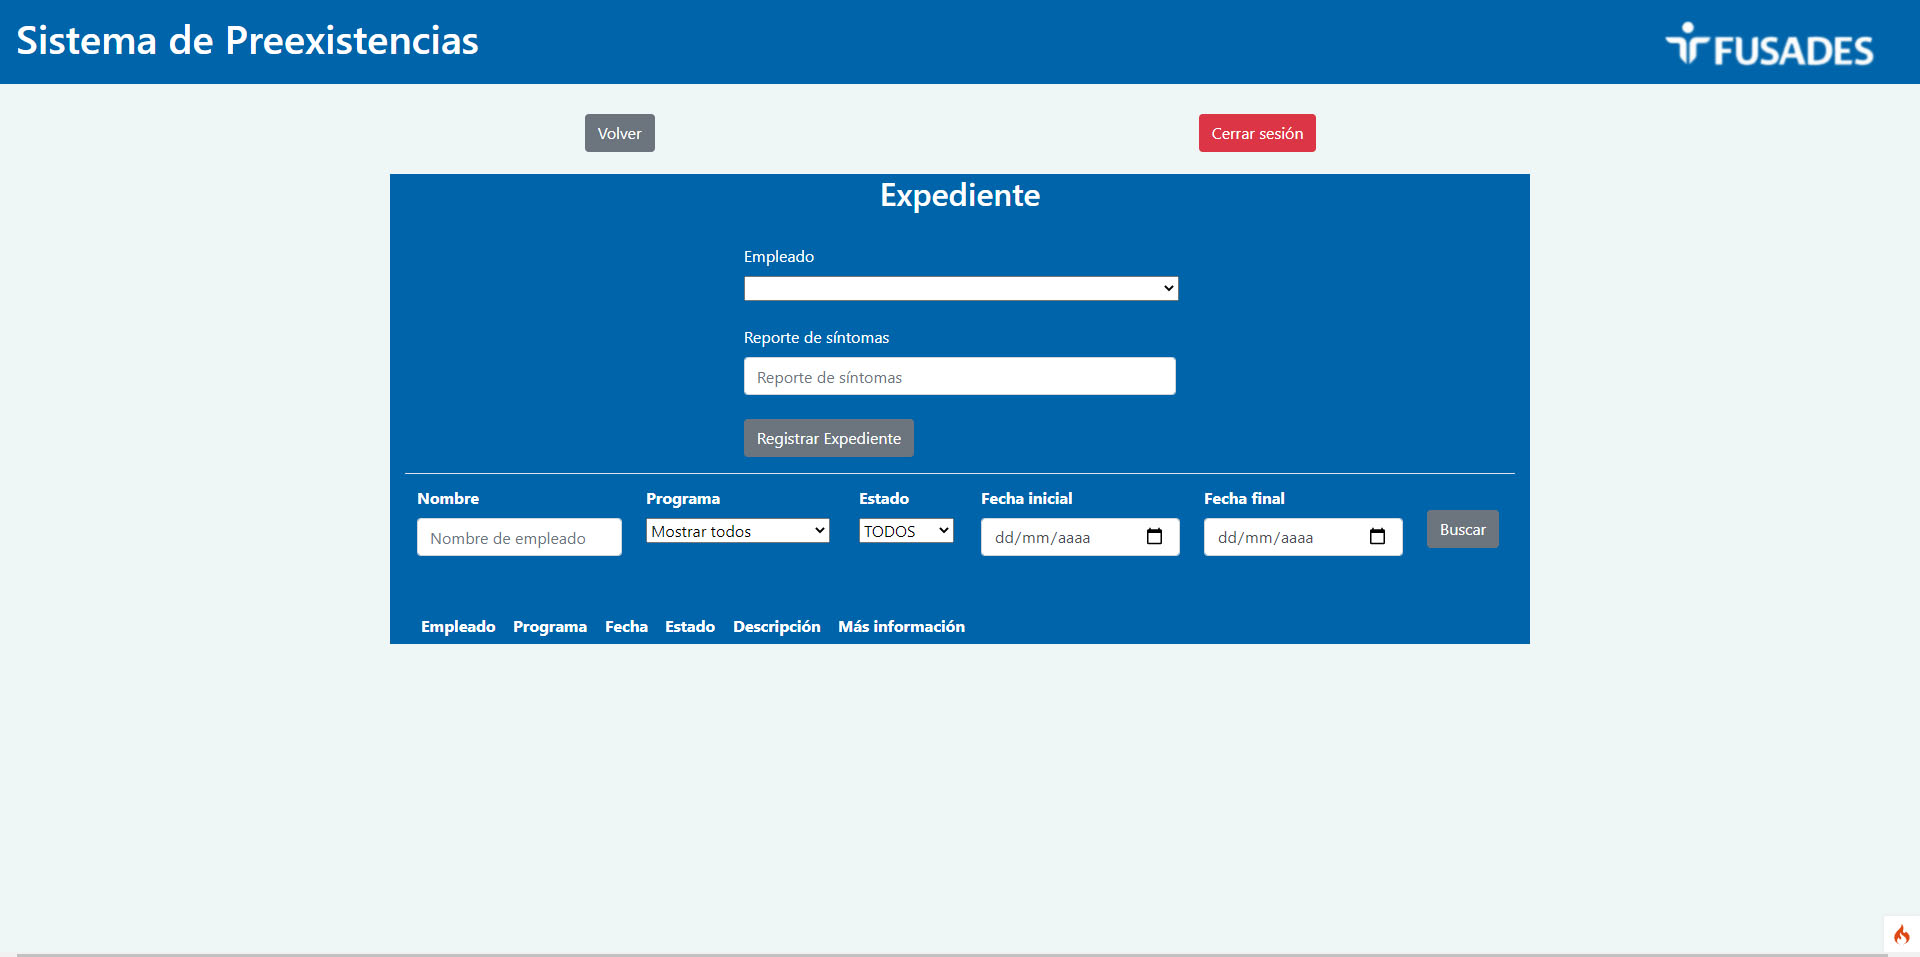 Sistema de Preexistencias
FUSADES
Volver
Cerrar sesión
Expediente
Empleado
Reporte de síntomas
Reporte de síntomas
Registrar Expediente
Nombre Programa Estado Fecha inicial Fecha final
Nombre de empleado Mostrar todos TODOS dd/mm/aaaa dd/mm/aaaa Buscar
Empleado Programa Fecha Estado Descripción Más información